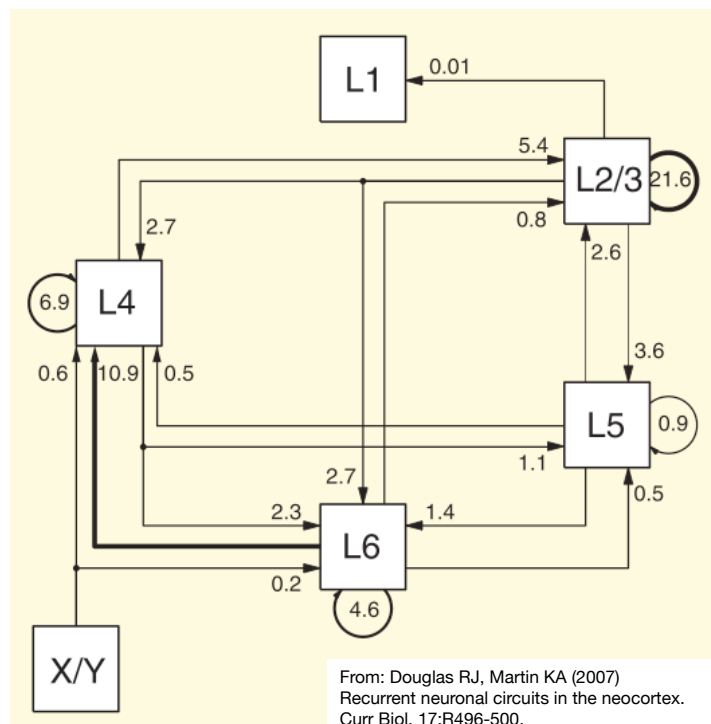 L1
0.01
5.4
L2/3
21.6
2.7
0.8
2.6
6.9
L4
0.6
10.9
0.5
3.6
L5
0.9
1.1
2.7
0.5
2.3
1.4
L6
0.2
4.6
X/Y
From: Douglas RJ, Martin KA (2007)
Recurrent neuronal circuits in the neocortex.
Curr Biol. 17:R496-500.